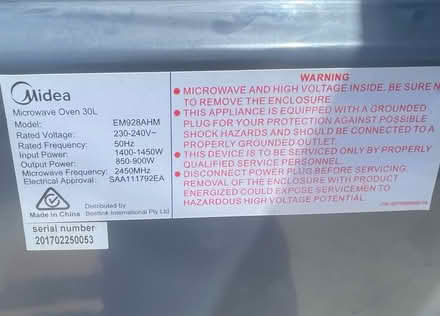 Midea
Microwave Oven 30L
Model: EM928AHM
Rated Voltage: 230-240V~
Rated Frequency: 50Hz
Input Power: 1400-1450W
Output Power: 850-900W
Microwave Frequency: 2450MHz
Electrical Approval: SAA111792EA
Made In China
Distributed by
International Pty Ltd)
serial number
201702250053
WARNING
MICROWAVE AND HIGH VOLTAGE INSIDE. BE SURE N
TO REMOVE THE ENCLOSURE.
THIS APPLIANCE IS EQUIPPED WITH A GROUNDED
PLUG FOR YOUR PROTECTION AGAINST POSSIBLE
SHOCK HAZARDS AND SHOULD BE CONNECTED TO A
PROPERLY GROUNDED OUTLET.
THIS DEVICE IS TO BE SERVICED ONLY BY PROPERLY
QUALIFIED SERVICE PERSONNEL.
DISCONNECT POWER PLUG BEFORE SERVICING.
REMOVAL OF THE ENCLOSURE WITH PRODUCT
ENERGIZED COULD EXPOSE SERVICEMEN TO
HAZARDOUS HIGH VOLTAGE POTENTIAL.